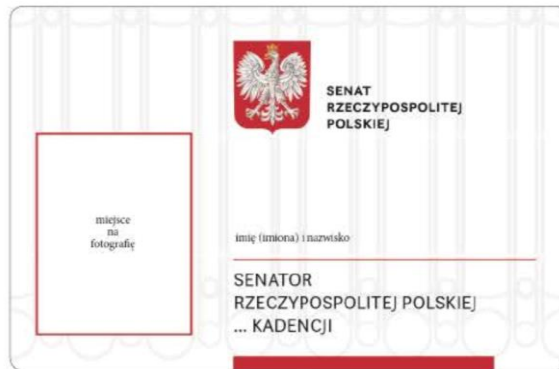 SENAT
RZECZYPOSPOLITEJ
POLSKIEJ
miejsce
na
fotografię
imię (imiona) i nazwisko
SENATOR
RZECZYPOSPOLITEJ POLSKIEJ
... KADENCJI